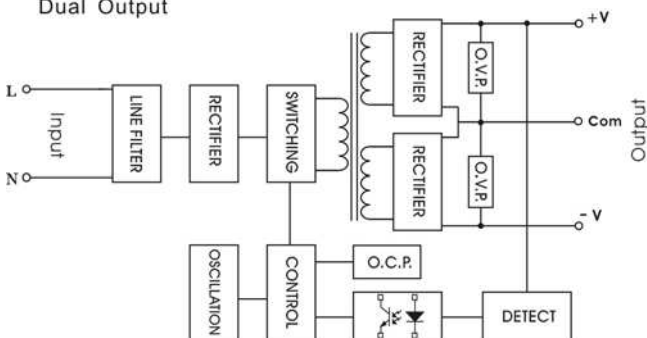 Dual Output
+V
L
Input
N
LINE FILTER
RECTIFIER
SWITCHING
RECTIFIER
RECTIFIER
O.V.P.
O.V.P.
Com
Output
- V
OSCILLATION
CONTROL
O.C.P.
DETECT